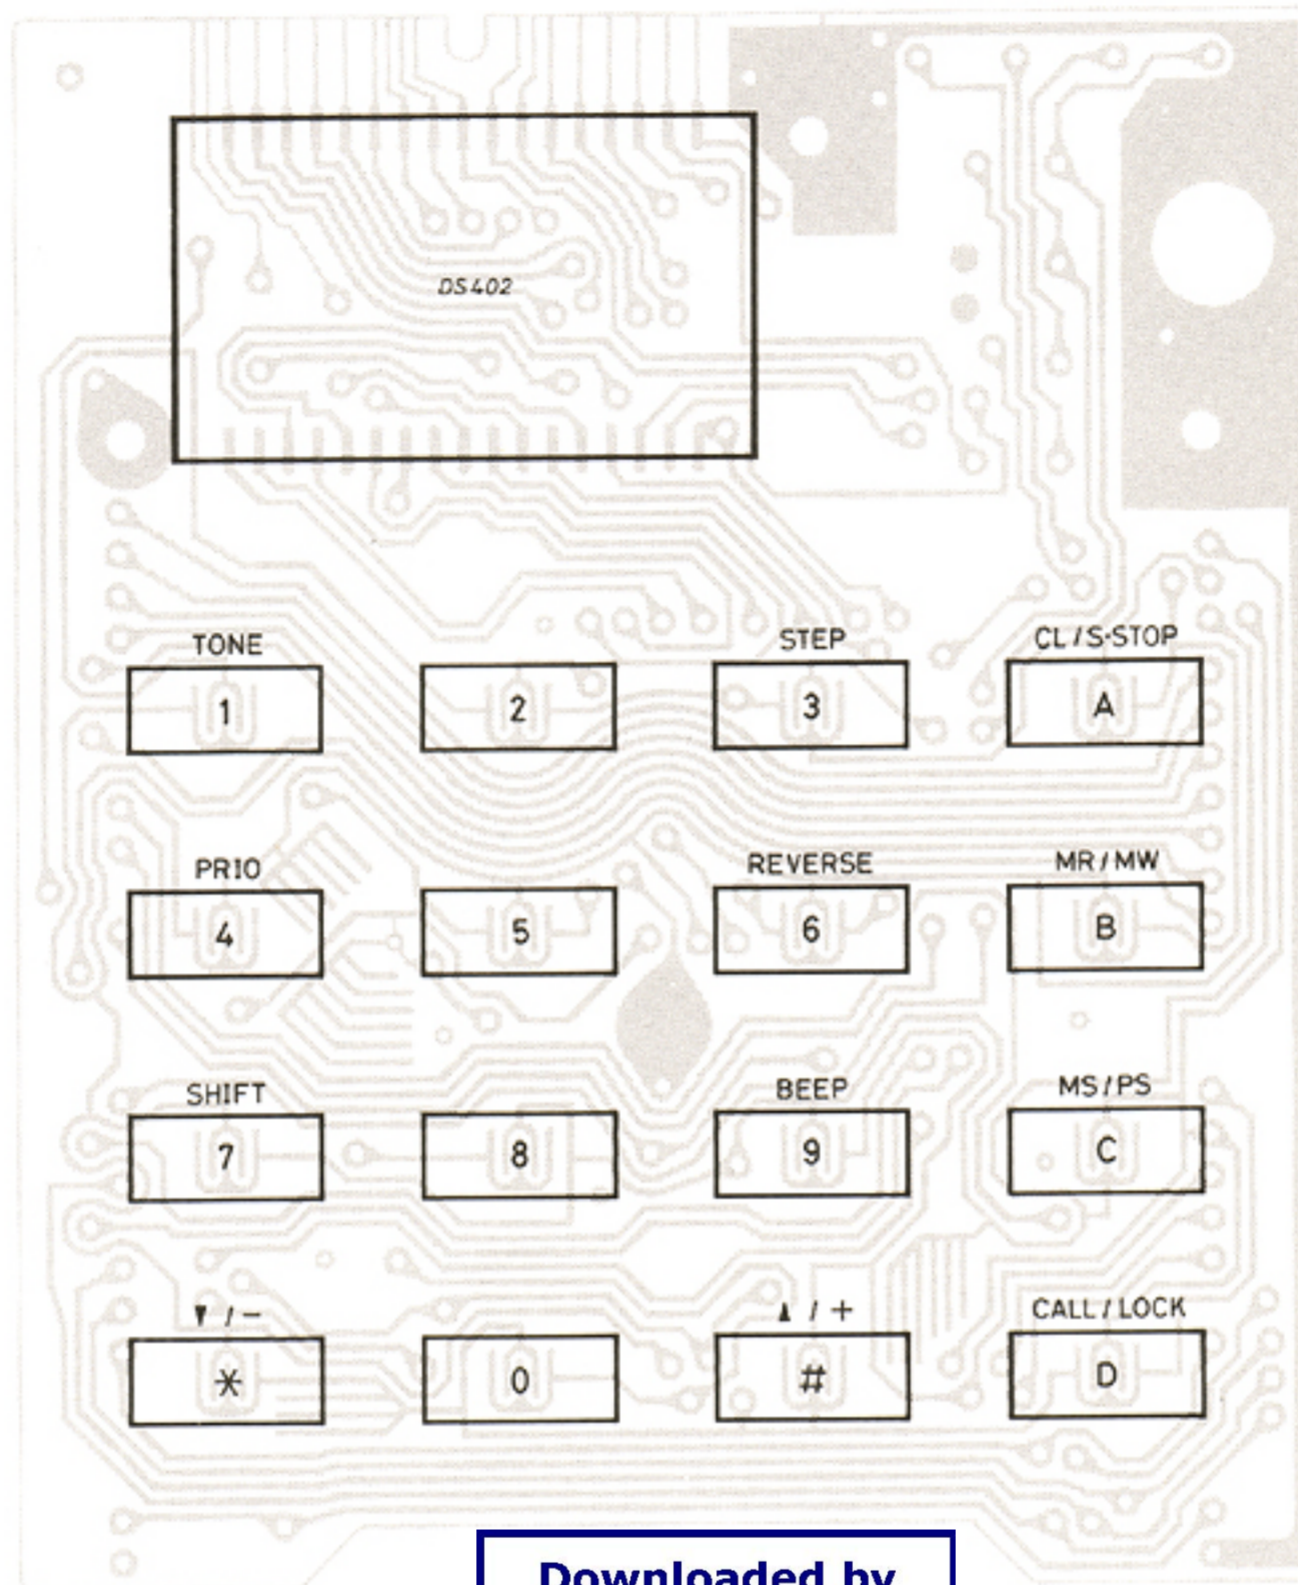 DS402
TONE STEP CL/S-STOP
1 2 3 A
PRIO REVERSE MR/MW
4 5 6 B
SHIFT BEEP MS/PS
7 8 9 C
▼/- ▲/+ CALL/LOCK
* 0 # D
Downloaded by